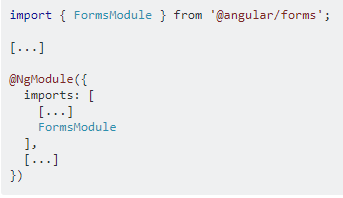 import { FormsModule } from '@angular/forms';
[...]
@NgModule({
  imports: [
    [...]
    FormsModule
  ],
  [...]
})